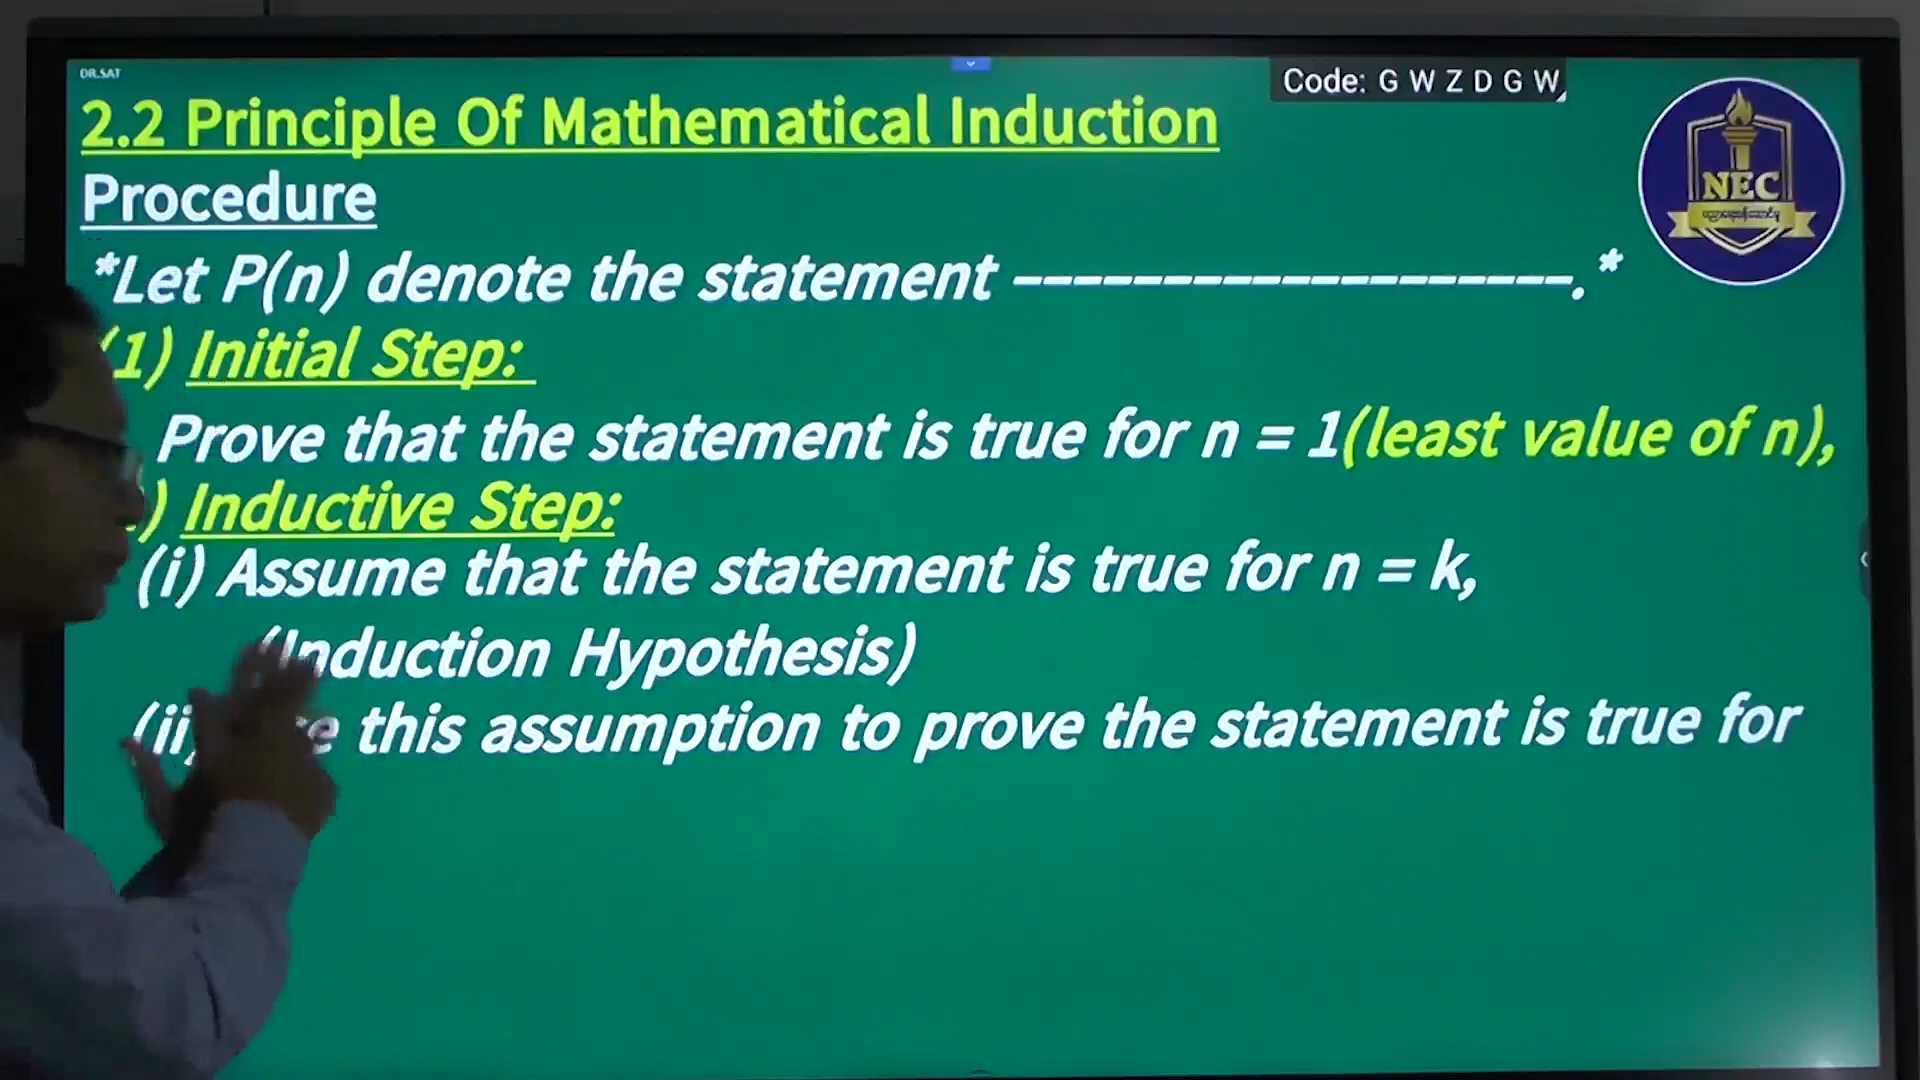 DR.SAT
Code: G W Z D G W
2.2 Principle Of Mathematical Induction
NEC
Procedure
*Let P(n) denote the statement -------------------.*
(1) Initial Step:
Prove that the statement is true for n = 1(least value of n),
) Inductive Step:
(i) Assume that the statement is true for n = k,
(Induction Hypothesis)
(ii) this assumption to prove the statement is true for